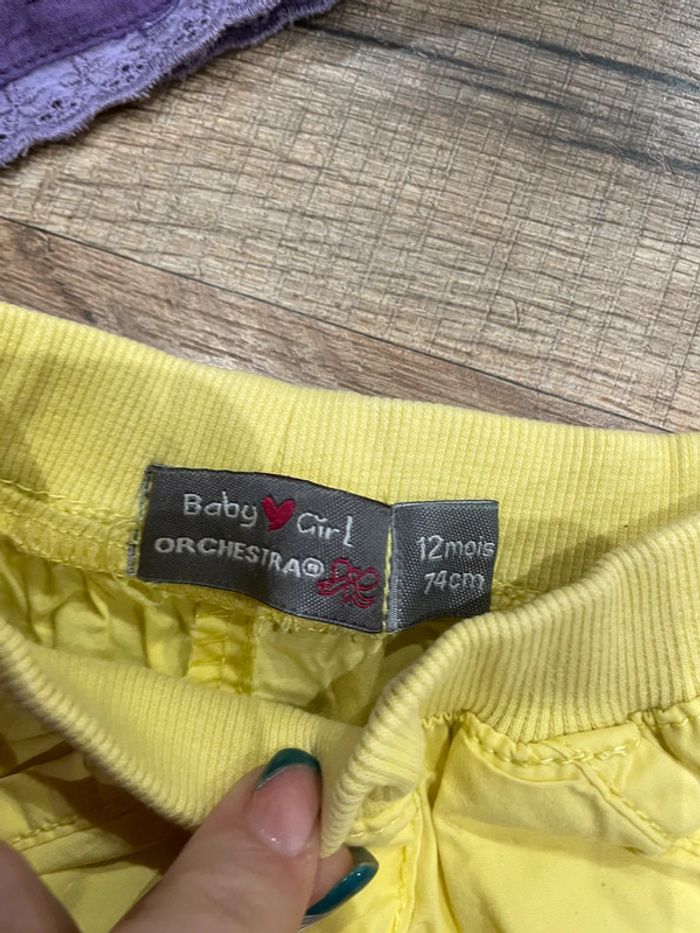 Baby Girl
ORCHESTRA®
12mois
74cm